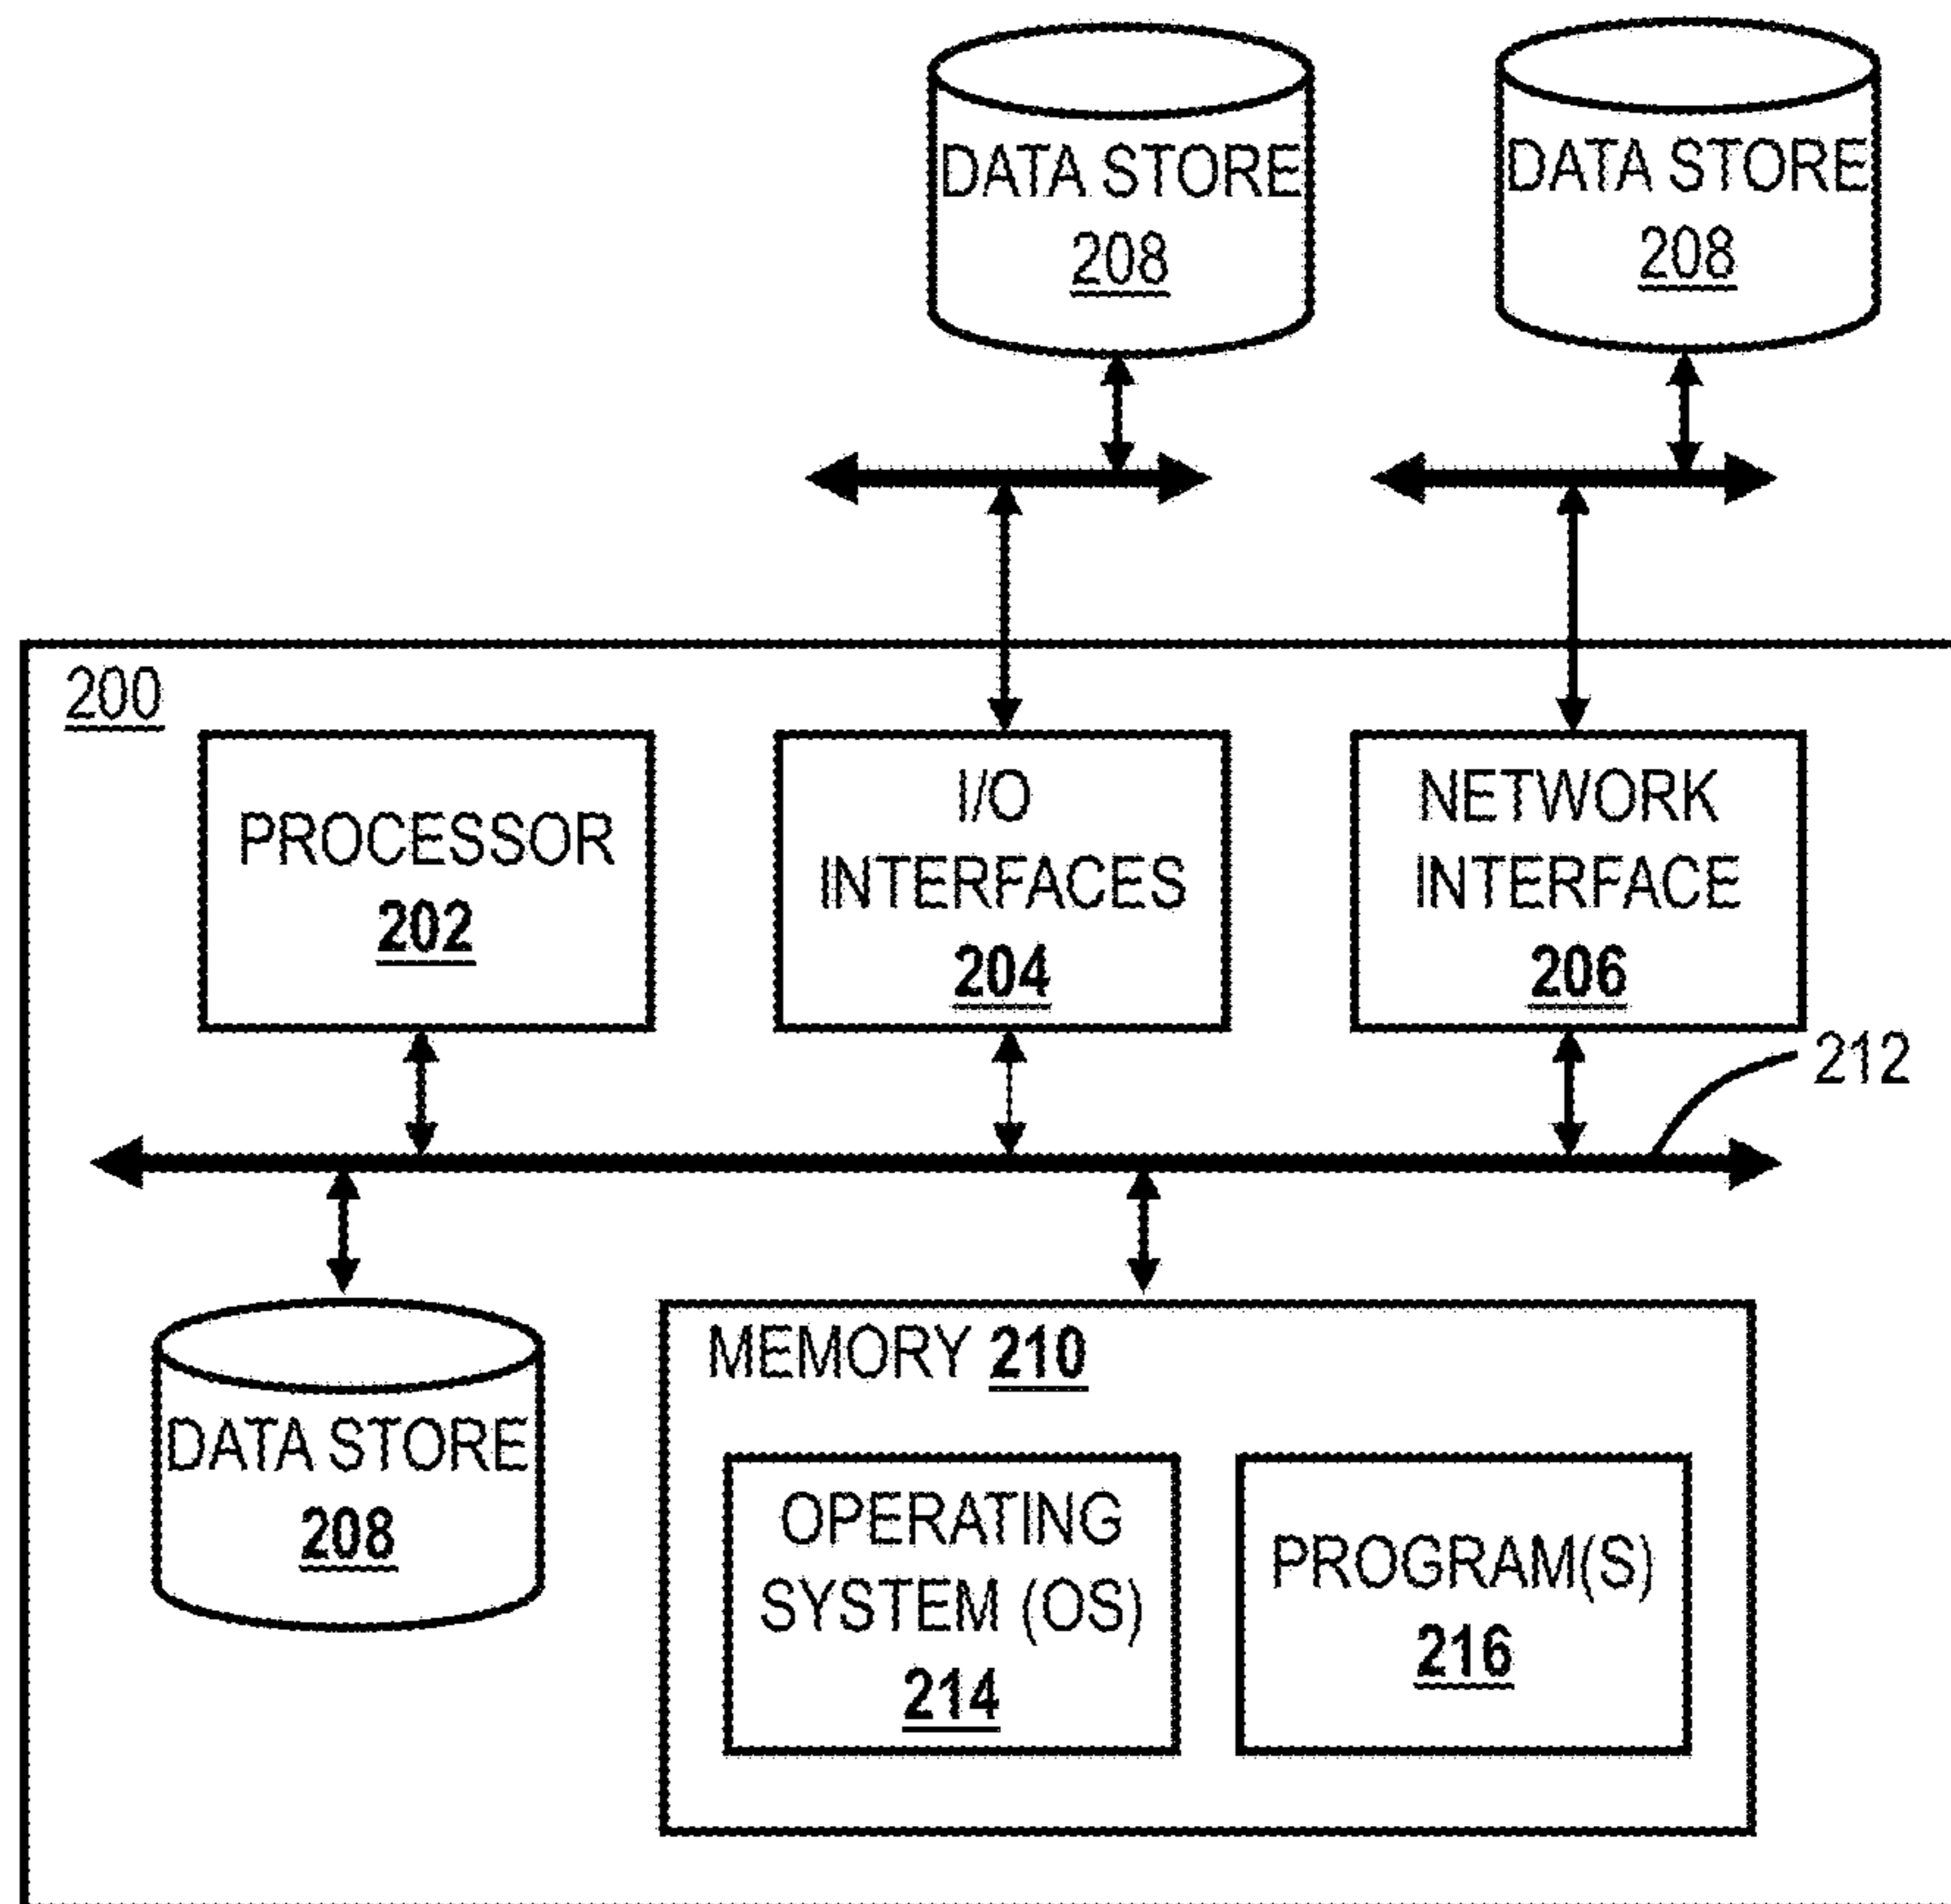 DATA STORE
208
DATA STORE
208
200
PROCESSOR
202
I/O
INTERFACES
204
NETWORK
INTERFACE
206
212
DATA STORE
208
MEMORY 210
OPERATING
SYSTEM (OS)
214
PROGRAM(S)
216